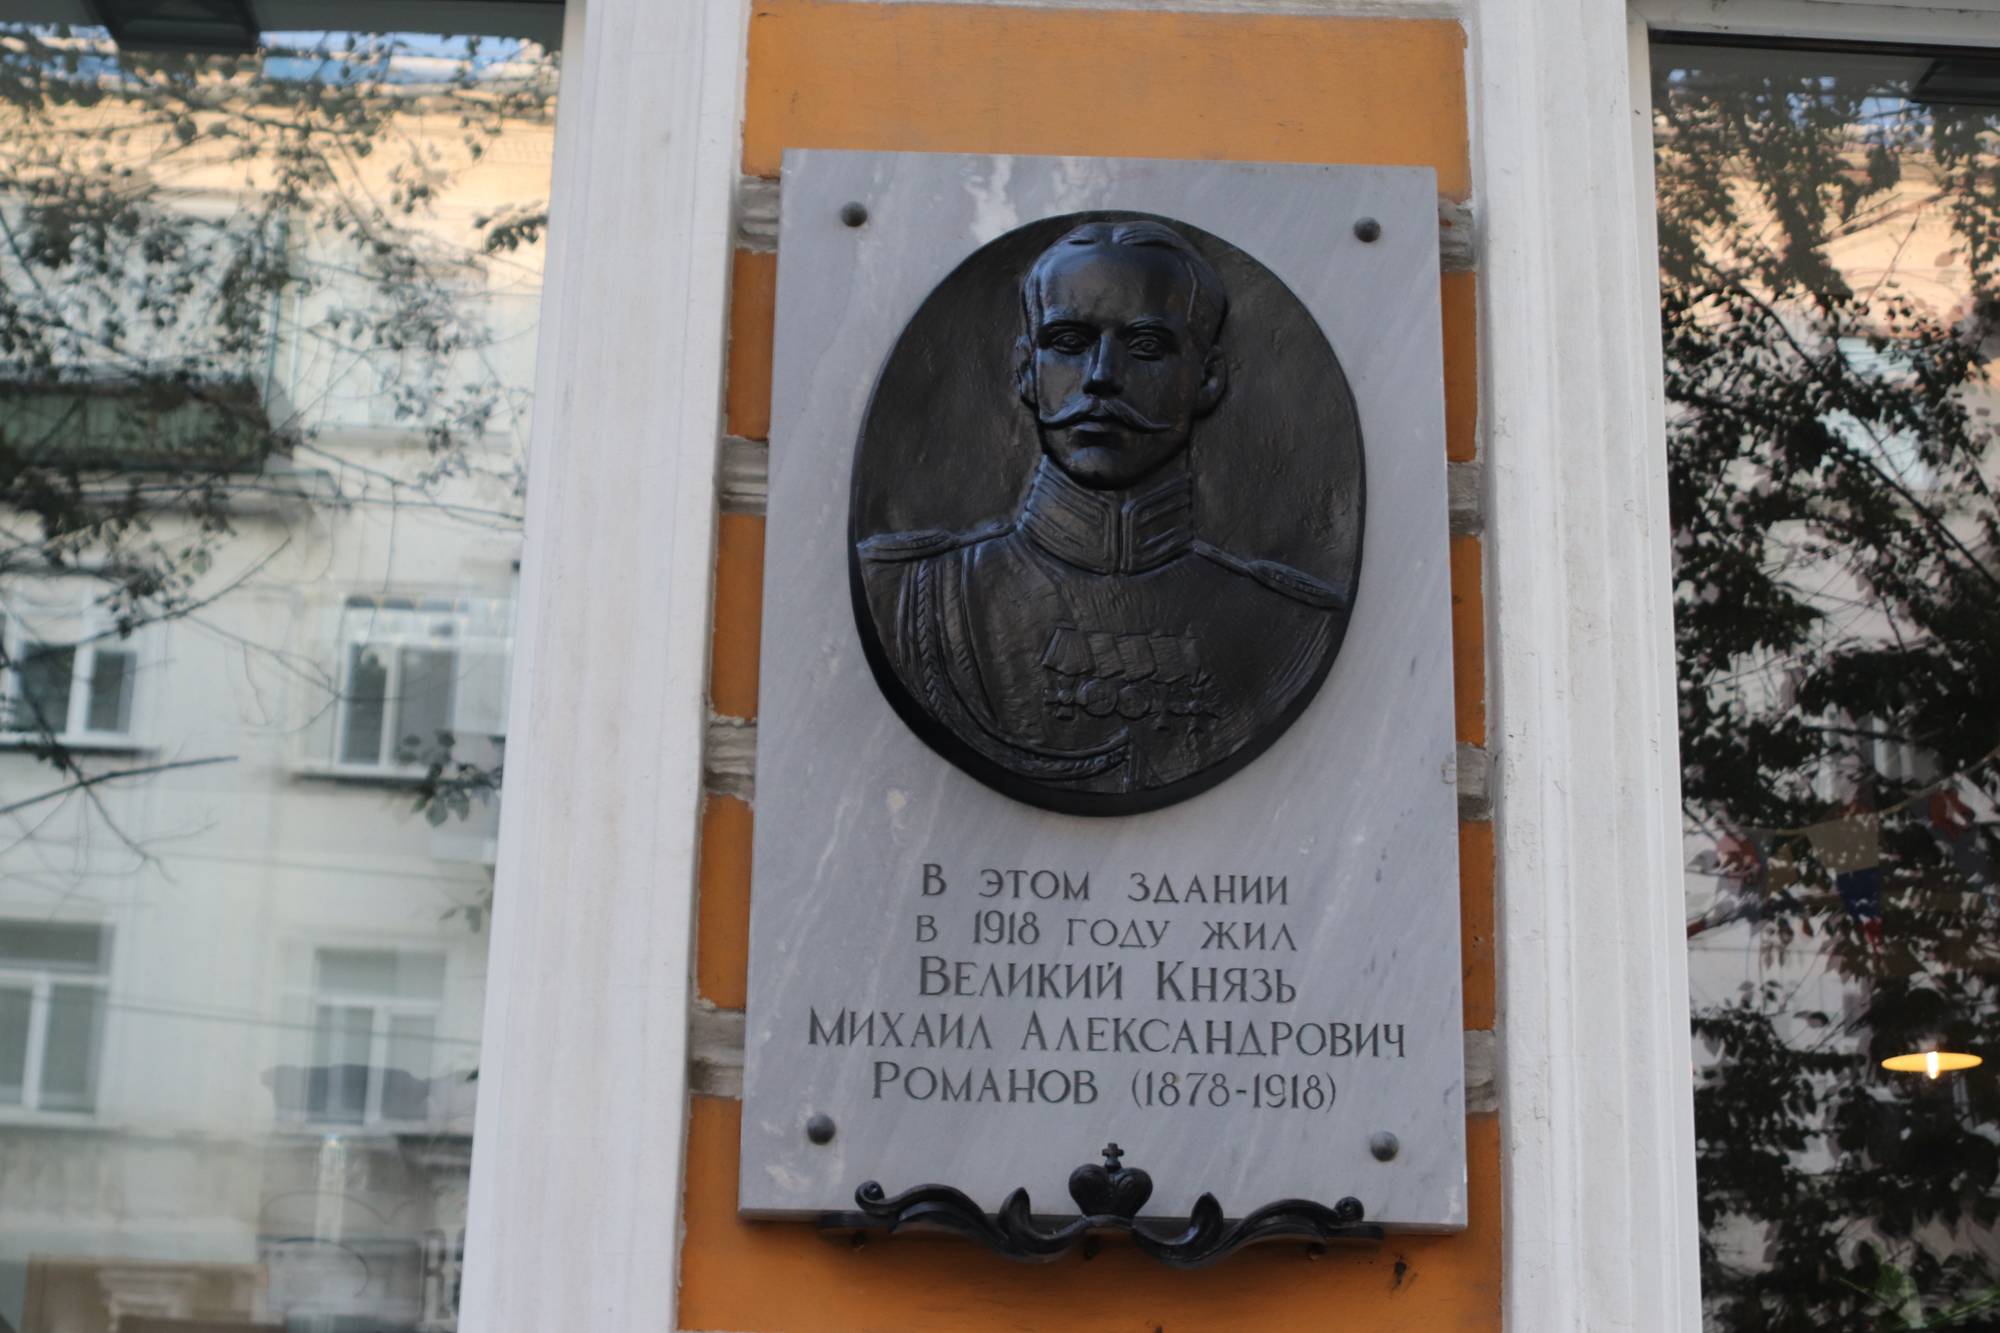 В этом здании
в 1918 году жил
Великий Князь
Михаил Александрович
Романов (1878-1918)